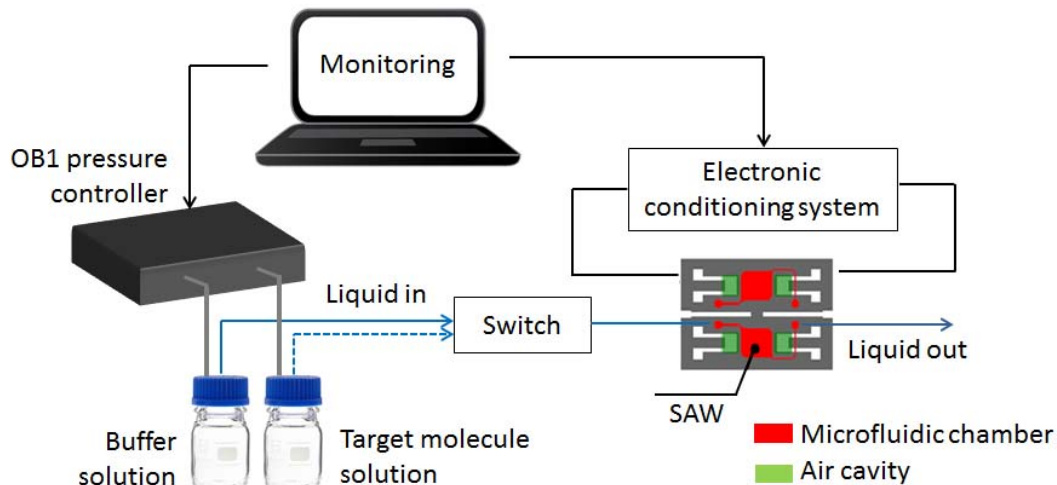 Monitoring
OB1 pressure
controller
Electronic
conditioning system
Liquid in
Switch
Liquid out
SAW
Buffer
solution
Target molecule
solution
Microfluidic chamber
Air cavity